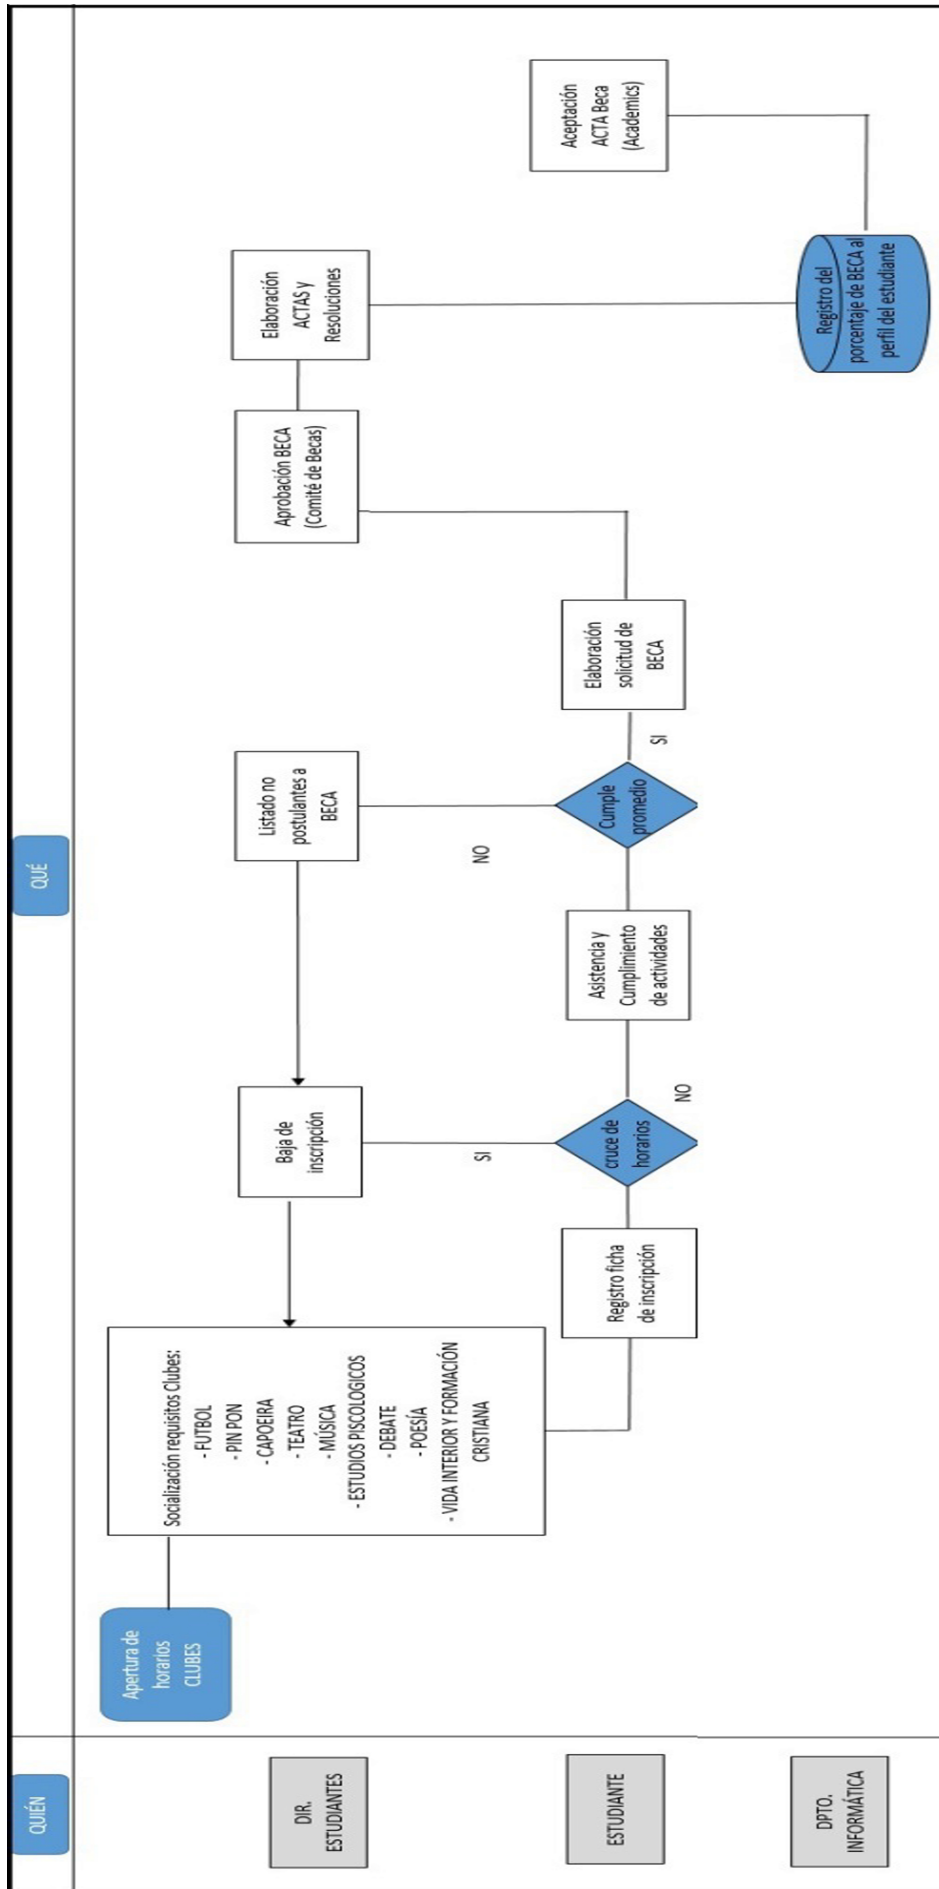 QUIÉN
QUÉ
DIR.
ESTUDIANTES
Apertura de
horarios
CLUBES
Socialización requisitos Clubes:
- FUTBOL
- PIN PON
- CAPOEIRA
- TEATRO
- MÚSICA
- ESTUDIOS PISCOLOGICOS
- DEBATE
- POESÍA
- VIDA INTERIOR Y FORMACIÓN
CRISTIANA
Baja de
inscripción
Listado no
postulantes a
BECA
Aprobación BECA
(Comité de Becas)
Elaboración
ACTAS y
Resoluciones
SI
NO
ESTUDIANTE
Registro ficha
de inscripción
cruce de
horarios
NO
Asistencia y
Cumplimiento
de actividades
Cumple
promedio
SI
Elaboración
solicitud de
BECA
Aceptación
ACTA Beca
(Academics)
DPTO.
INFORMÁTICA
Registro del
porcentaje de BECA al
perfil del estudiante